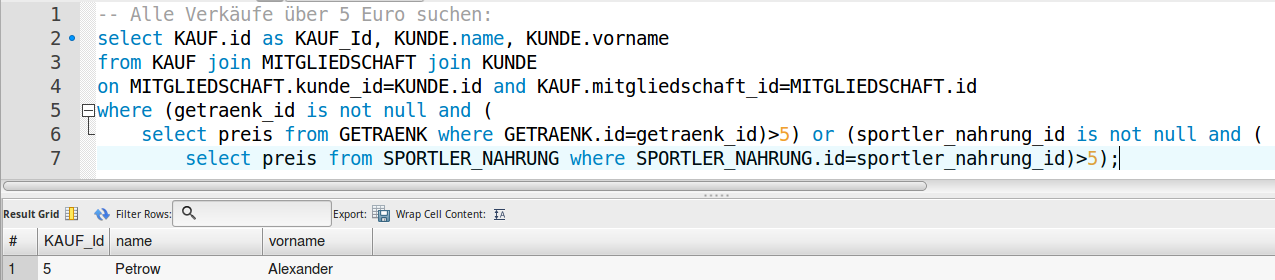 1 -- Alle Verkäufe über 5 Euro suchen:
2 select KAUF.id as KAUF_Id, KUNDE.name, KUNDE.vorname
3 from KAUF join MITGLIEDSCHAFT join KUNDE
4 on MITGLIEDSCHAFT.kunde_id=KUNDE.id and KAUF.mitgliedschaft_id=MITGLIEDSCHAFT.id
5 where (getraenk_id is not null and (
6 select preis from GETRAENK where GETRAENK.id=getraenk_id)>5) or (sportler_nahrung_id is not null and (
7 select preis from SPORTLER_NAHRUNG where SPORTLER_NAHRUNG.id=sportler_nahrung_id)>5);
Result Grid Filter Rows: Export: Wrap Cell Content: IA
# KAUF_Id name vorname
1 5 Petrow Alexander